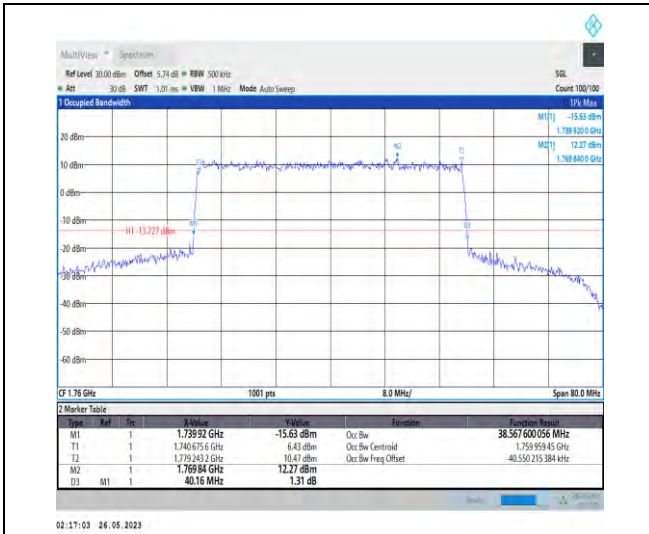 MultiView Spectrum
Ref Level 30.00 dBm Offset 5.74 dB RBW 500 kHz SGL
Att 30 dB SWT 1.01 ms VBW 1 MHz Mode Auto Sweep Count 100/100
1 Occupied Bandwidth 1Pk Max
M1[1] -15.63 dBm
1.739 920 0 GHz
M2[1] 12.27 dBm
1.769 840 0 GHz
20 dBm
M2
T1
T2
10 dBm
0 dBm
-10 dBm
M1
D3
H1 -13.727 dBm
-20 dBm
-30 dBm
-40 dBm
-50 dBm
-60 dBm
CF 1.76 GHz 1001 pts 8.0 MHz/ Span 80.0 MHz
2 Marker Table
Type Ref Trc X-Value Y-Value Function Function Result
M1 1 1.739 92 GHz -15.63 dBm Occ Bw 38.567 600 056 MHz
T1 1 1.740 675 6 GHz 6.43 dBm Occ Bw Centroid 1.759 959 45 GHz
T2 1 1.779 243 2 GHz 10.47 dBm Occ Bw Freq Offset -40.550 215 384 kHz
M2 1 1.769 84 GHz 12.27 dBm
D3 M1 1 40.16 MHz 1.31 dB
02:17:03 26.05.2023